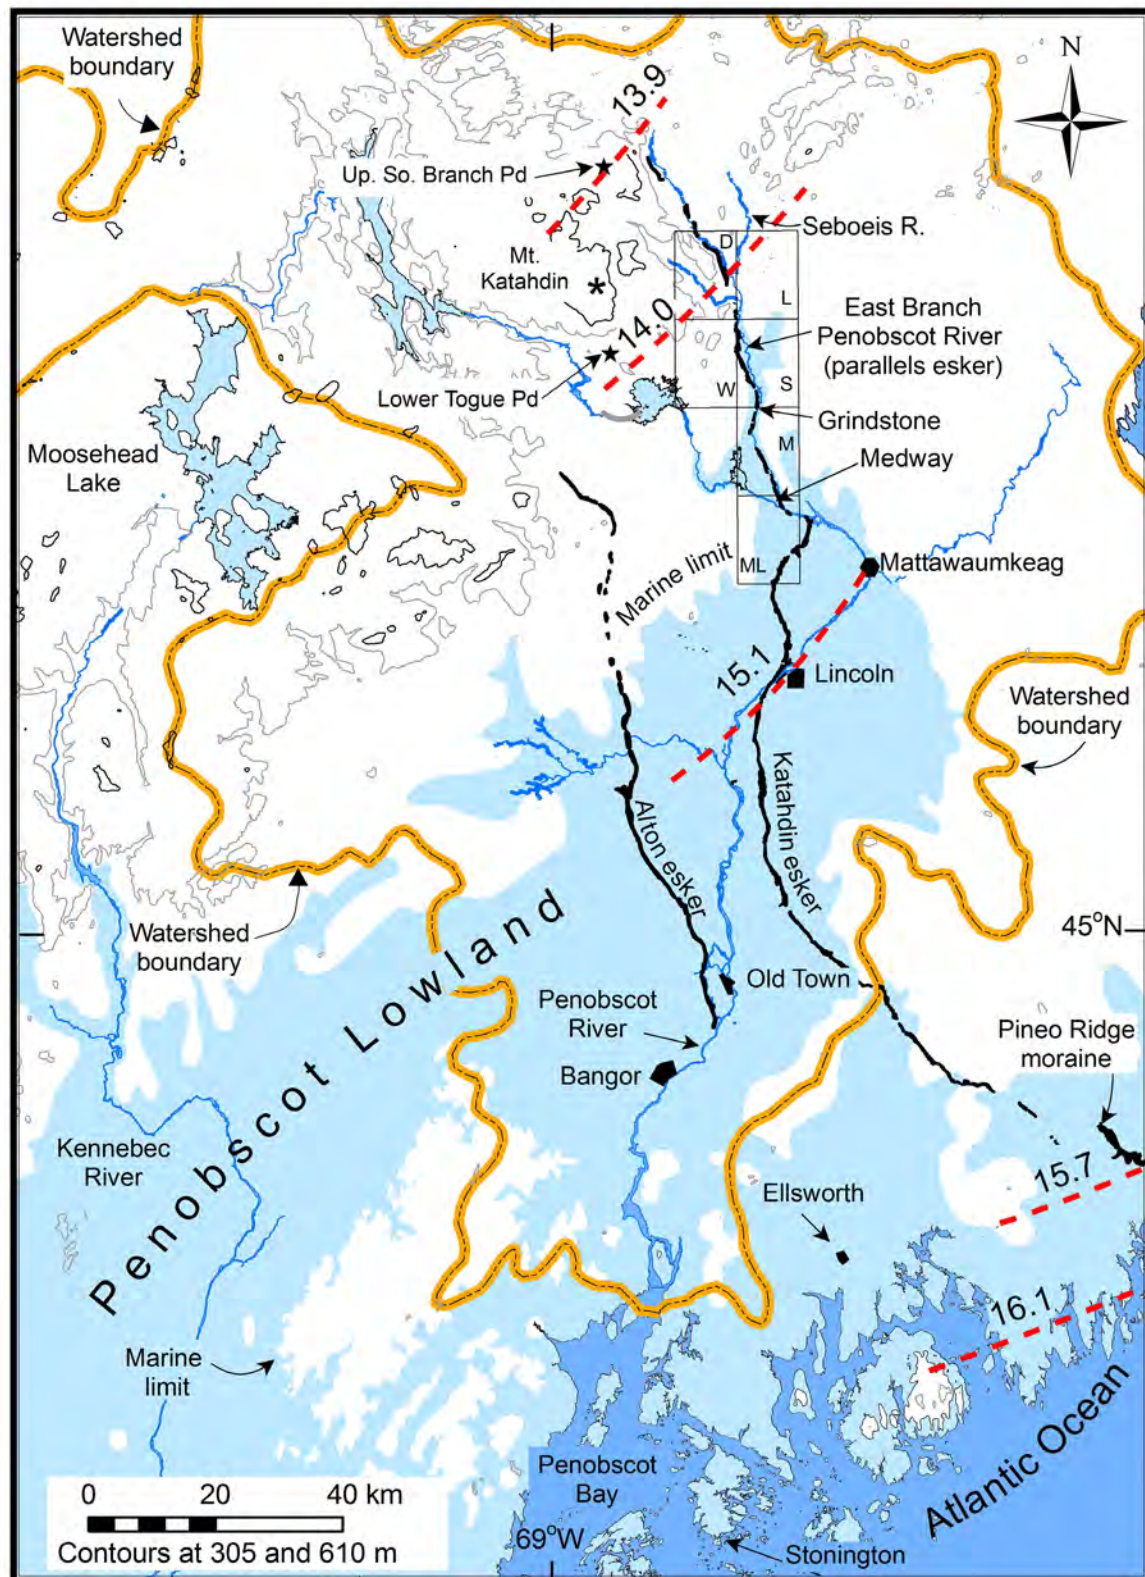 Watershed
boundary
N
13.9
Up. So. Branch Pd
Seboeis R.
D
Mt.
Katahdin
*
L
14.0
East Branch
Penobscot River
(parallels esker)
Lower Togue Pd
W
S
Grindstone
M
Medway
Moosehead
Lake
Marine limit
ML
Mattawaumkeag
15.1
Lincoln
Watershed
boundary
Alton esker
Katahdin esker
Watershed
boundary
45°N
Penobscot Lowland
Old Town
Penobscot
River
Pineo Ridge
moraine
Bangor
Kennebec
River
15.7
Ellsworth
16.1
Marine
limit
Atlantic Ocean
Penobscot
Bay
0 20 40 km
Contours at 305 and 610 m
69°W
Stonington